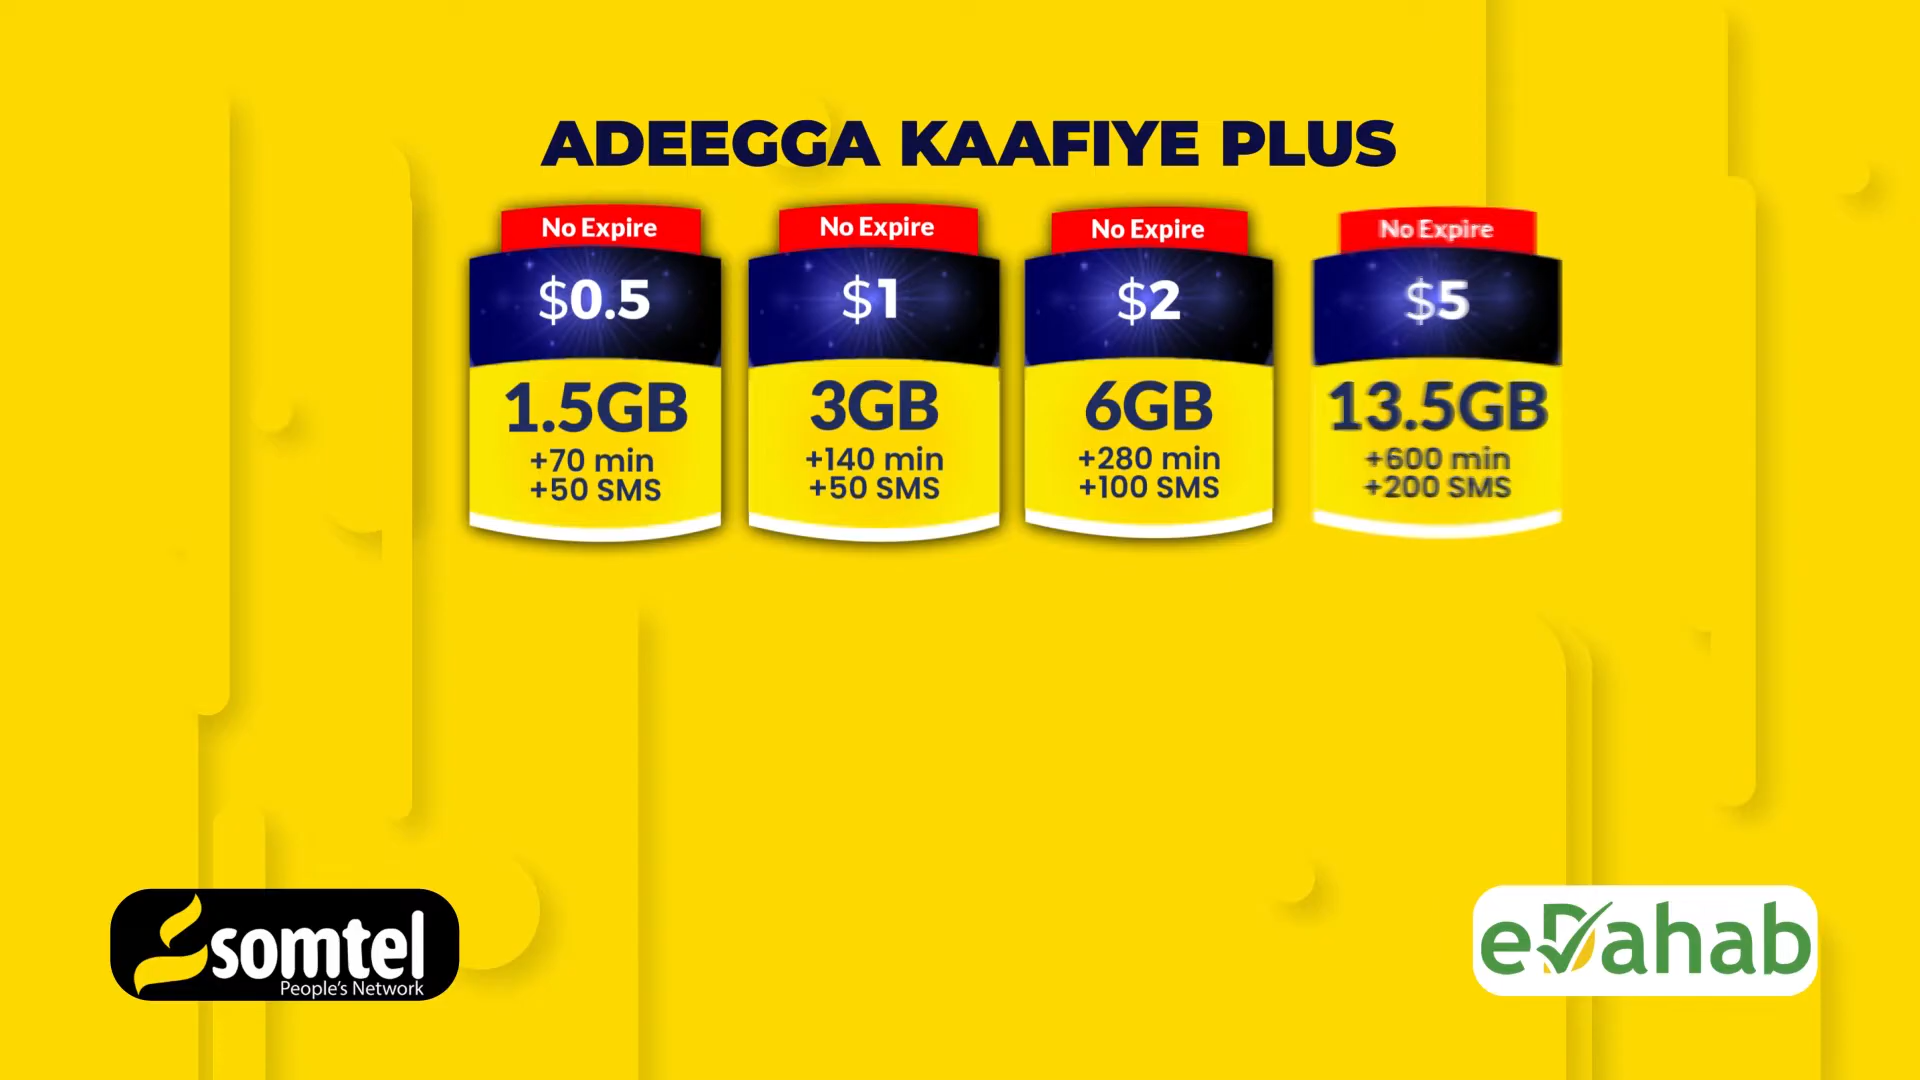 ADEEGGA KAAFIYE PLUS
No Expire
$0.5
1.5GB
+70 min
+50 SMS
No Expire
$1
3GB
+140 min
+50 SMS
No Expire
$2
6GB
+280 min
+100 SMS
No Expire
$5
13.5GB
+600 min
+200 SMS
somtel
People's Network
eDahab